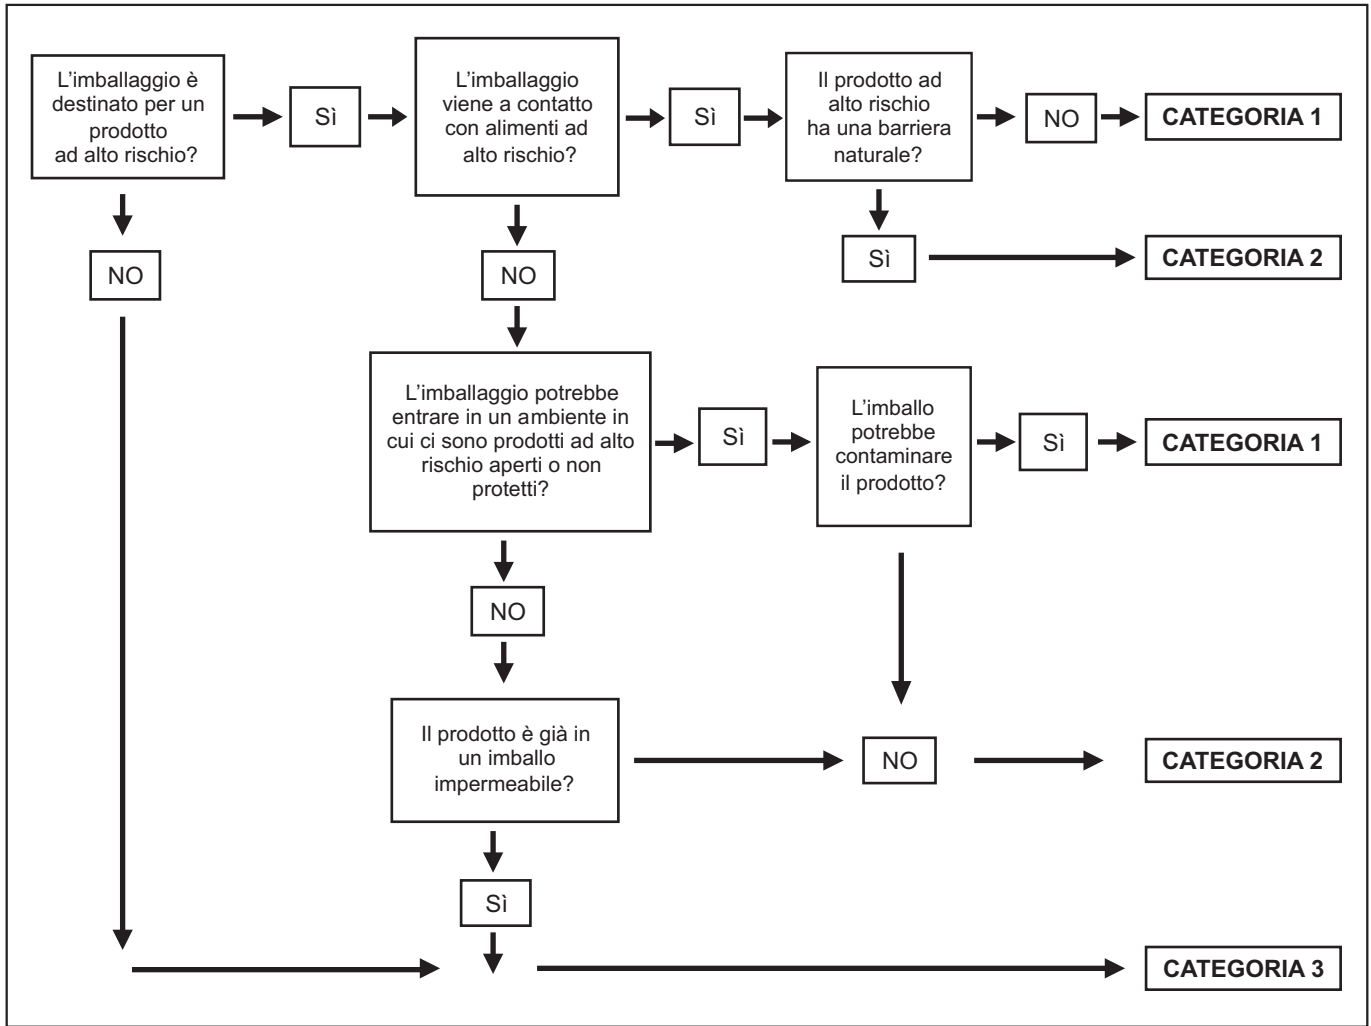 L'imballaggio è
destinato per un
prodotto
ad alto rischio?
Sì
L'imballaggio
viene a contatto
con alimenti ad
alto rischio?
Sì
Il prodotto ad
alto rischio
ha una barriera
naturale?
NO
CATEGORIA 1
NO
NO
Sì
CATEGORIA 2
L'imballaggio potrebbe
entrare in un ambiente in
cui ci sono prodotti ad alto
rischio aperti o non
protetti?
Sì
L'imballo
potrebbe
contaminare
il prodotto?
Sì
CATEGORIA 1
NO
Il prodotto è già in
un imballo
impermeabile?
NO
CATEGORIA 2
Sì
CATEGORIA 3